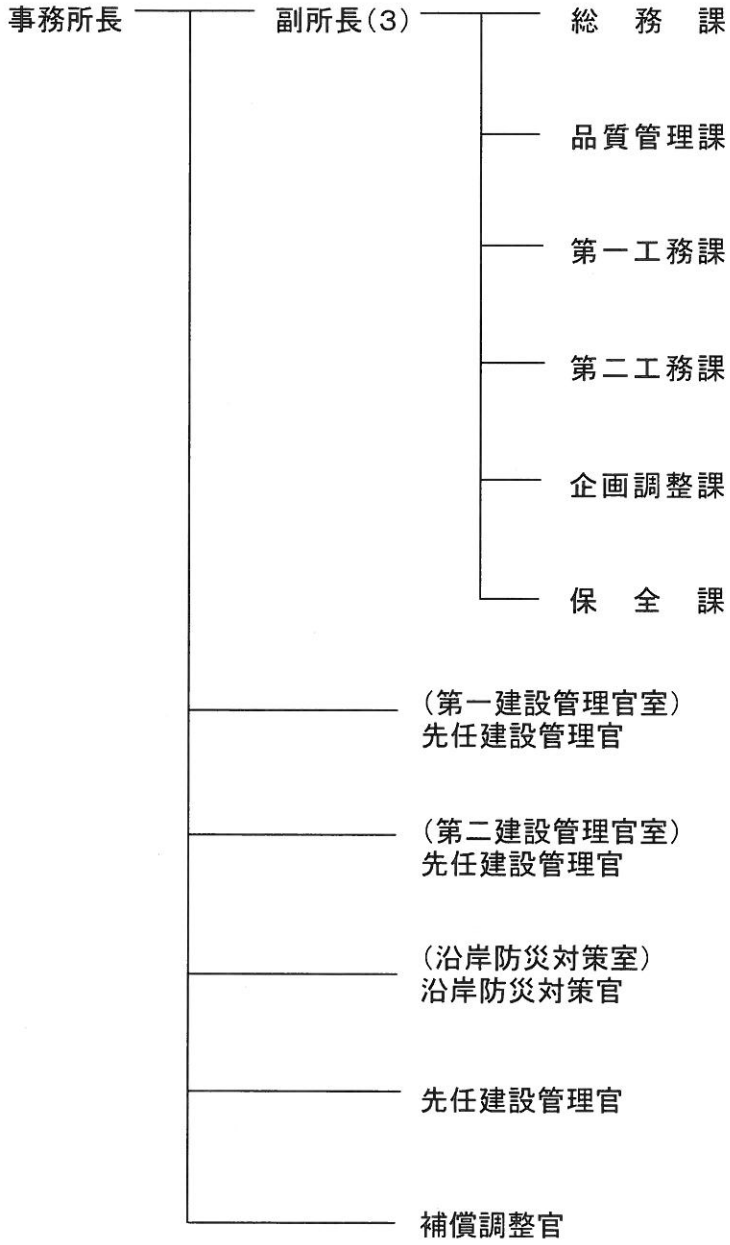 事務所長 副所長(3) 総務課
品質管理課
第一工務課
第二工務課
企画調整課
保全課
(第一建設管理官室)
先任建設管理官
(第二建設管理官室)
先任建設管理官
(沿岸防災対策室)
沿岸防災対策官
先任建設管理官
補償調整官